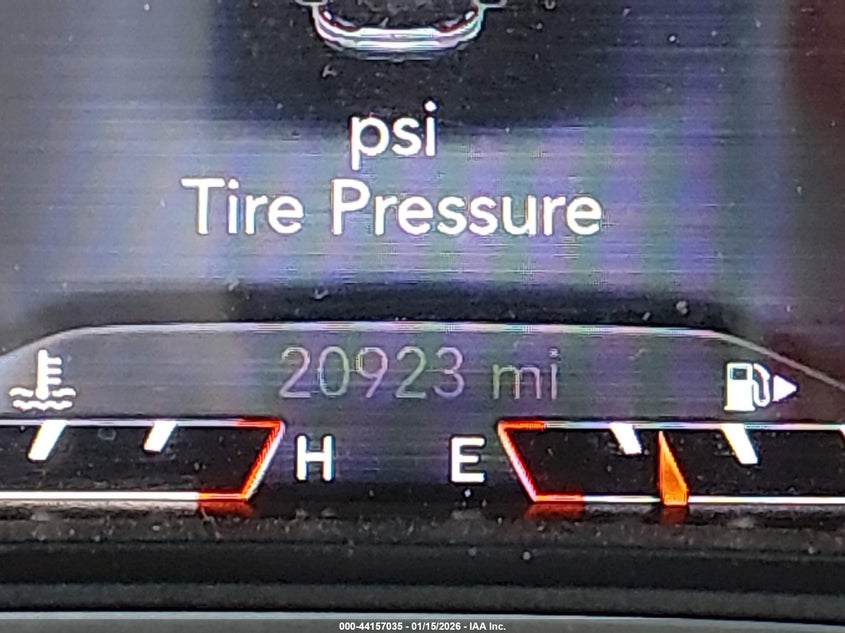 psi
Tire Pressure
20923 mi
H E
000-44157035 - 01/15/2026 - IAA Inc.